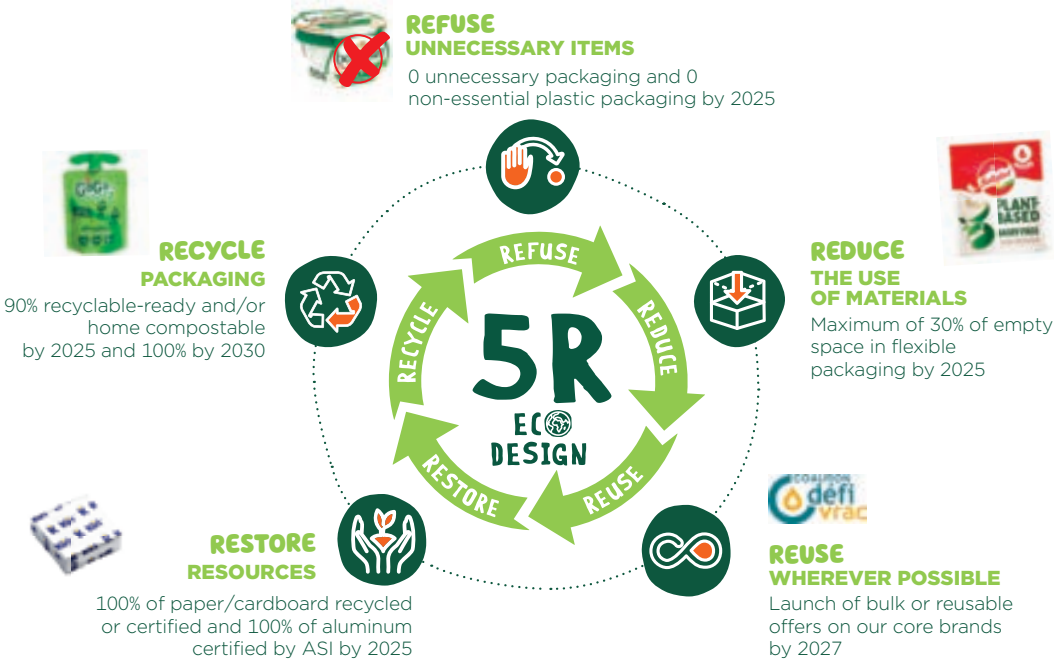 REFUSE
UNNECESSARY ITEMS
0 unnecessary packaging and 0
non-essential plastic packaging by 2025
GoGo
PLANT-
BASED
RECYCLE
PACKAGING
90% recyclable-ready and/or
home compostable
by 2025 and 100% by 2030
REDUCE
THE USE
OF MATERIALS
Maximum of 30% of empty
space in flexible
packaging by 2025
REFUSE
REDUCE
REUSE
RESTORE
RECYCLE
5R
ECO
DESIGN
RESTORE
RESOURCES
100% of paper/cardboard recycled
or certified and 100% of aluminum
certified by ASI by 2025
COALITION
défi
vrac
REUSE
WHEREVER POSSIBLE
Launch of bulk or reusable
offers on our core brands
by 2027